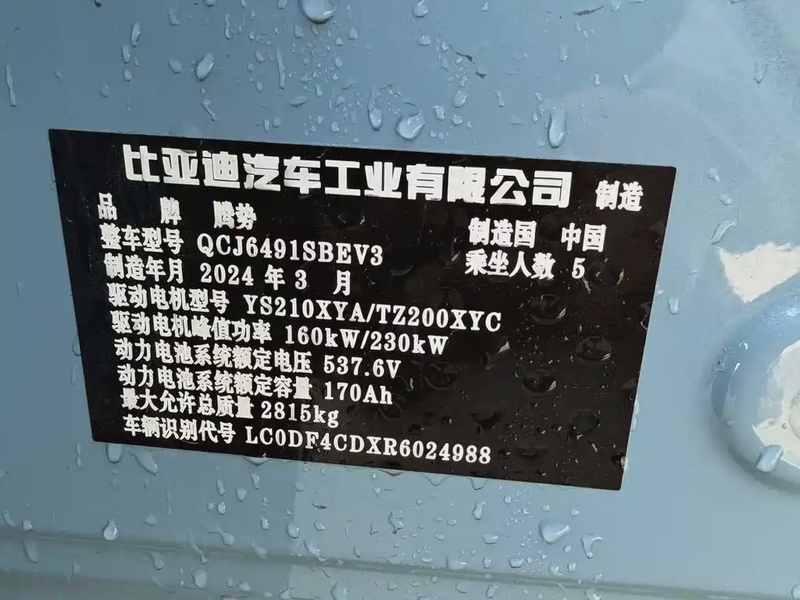 比亚迪汽车工业有限公司 制造
品 牌 腾势 制造国 中国
整车型号 QCJ6491SBEV3 乘坐人数 5
制造年月 2024 年 3 月
驱动电机型号 YS210XYA/TZ200XYC
驱动电机峰值功率 160kW/230kW
动力电池系统额定电压 537.6V
动力电池系统额定容量 170Ah
最大允许总质量 2815kg
车辆识别代号 LC0DF4CDXR6024988